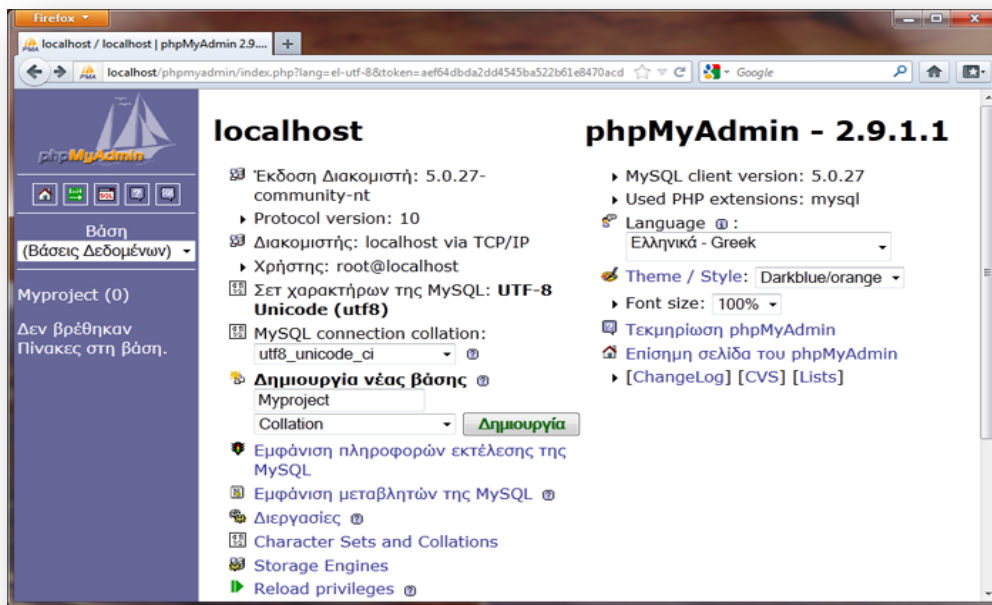 Firefox
localhost / localhost | phpMyAdmin 2.9....
localhost/phpmyadmin/index.php?lang=el-utf-8&token=aef64dbda2dd4545ba522b61e8470acd
Google
phpMyAdmin
SQL
Βάση
(Βάσεις Δεδομένων)
Myproject (0)
Δεν βρέθηκαν
Πίνακες στη βάση.
localhost
Έκδοση Διακομιστή: 5.0.27-
community-nt
Protocol version: 10
Διακομιστής: localhost via TCP/IP
Χρήστης: root@localhost
Σετ χαρακτήρων της MySQL: UTF-8
Unicode (utf8)
MySQL connection collation:
utf8_unicode_ci
Δημιουργία νέας βάσης
Myproject
Collation
Δημιουργία
Εμφάνιση πληροφορών εκτέλεσης της
MySQL
Εμφάνιση μεταβλητών της MySQL
Διεργασίες
Character Sets and Collations
Storage Engines
Reload privileges
phpMyAdmin - 2.9.1.1
MySQL client version: 5.0.27
Used PHP extensions: mysql
Language :
Ελληνικά - Greek
Theme / Style: Darkblue/orange
Font size: 100%
Τεκμηρίωση phpMyAdmin
Επίσημη σελίδα του phpMyAdmin
[ChangeLog] [CVS] [Lists]